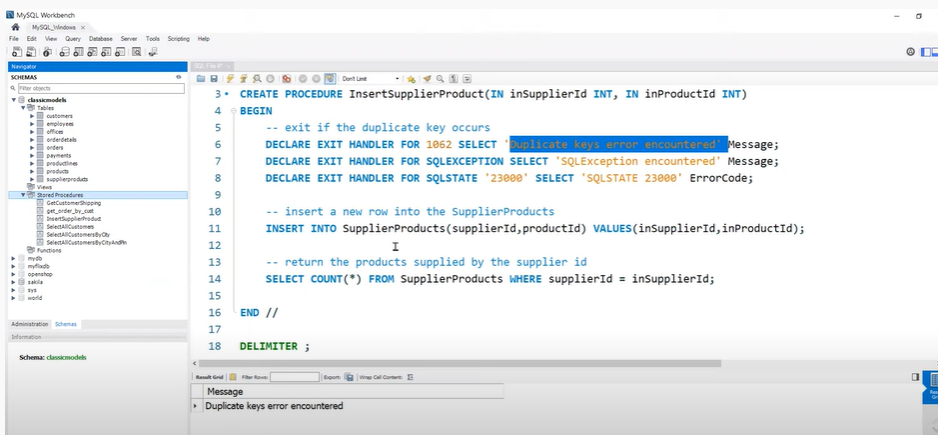 MySQL Workbench
MySQL_Windows
File Edit View Query Database Server Tools Scripting Help
Navigator
SCHEMAS
Filter objects
classicmodels
Tables
customers
employees
offices
orderdetails
orders
payments
productlines
products
supplierproducts
Views
Stored Procedures
GetCustomerShipping
get_order_by_cust
InsertSupplierProduct
SelectAllCustomers
SelectAllCustomersByCity
SelectAllCustomersByCityAndPin
Functions
mydb
myflixdb
openshop
sakila
sys
world
Administration Schemas
Information
Schema: classicmodels
Don't Limit
3 CREATE PROCEDURE InsertSupplierProduct(IN inSupplierId INT, IN inProductId INT)
4 BEGIN
5 -- exit if the duplicate key occurs
6 DECLARE EXIT HANDLER FOR 1062 SELECT 'Duplicate keys error encountered' Message;
7 DECLARE EXIT HANDLER FOR SQLEXCEPTION SELECT 'SQLException encountered' Message;
8 DECLARE EXIT HANDLER FOR SQLSTATE '23000' SELECT 'SQLSTATE 23000' ErrorCode;
9
10 -- insert a new row into the SupplierProducts
11 INSERT INTO SupplierProducts(supplierId,productId) VALUES(inSupplierId,inProductId);
12
13 -- return the products supplied by the supplier id
14 SELECT COUNT(*) FROM SupplierProducts WHERE supplierId = inSupplierId;
15
16 END //
17
18 DELIMITER ;
Result Grid Filter Rows: Export: Wrap Cell Content:
Message
Duplicate keys error encountered